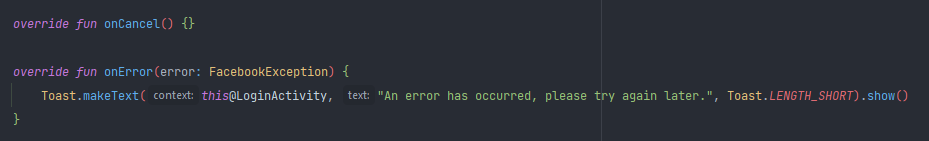 override fun onCancel() {}
override fun onError(error: FacebookException) {
Toast.makeText( context: this@LoginActivity, text: "An error has occurred, please try again later.", Toast.LENGTH_SHORT).show()
}